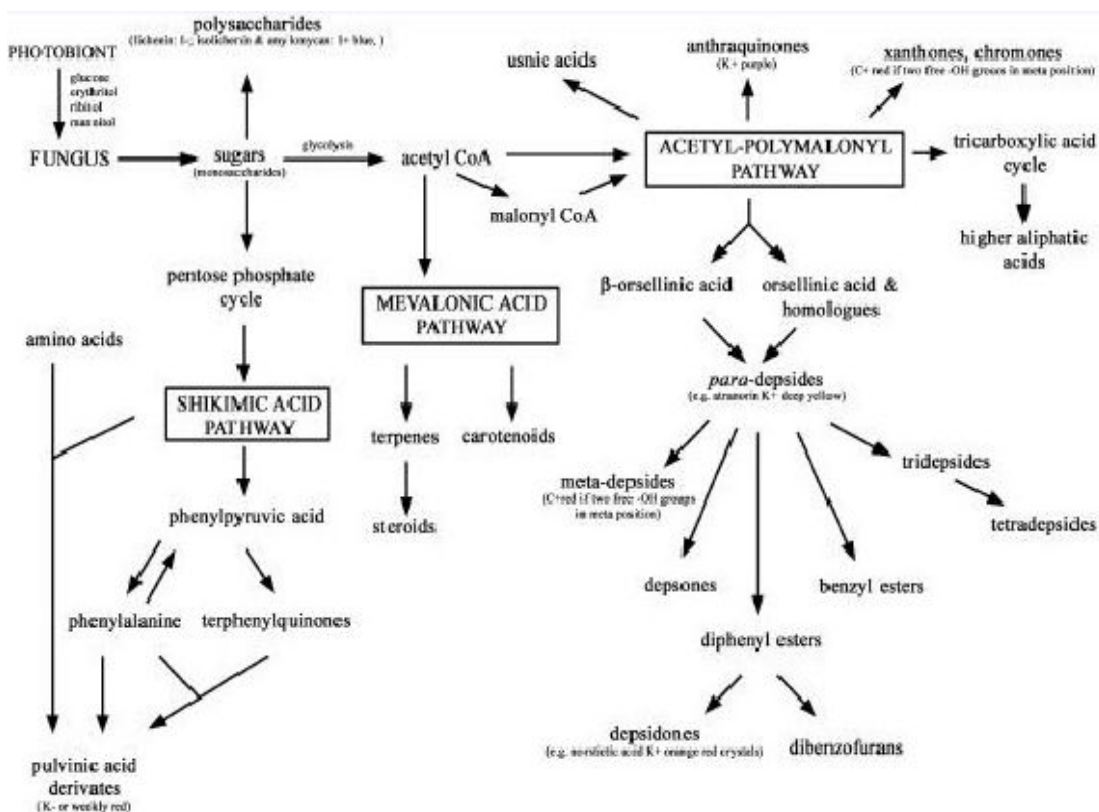 polysaccharides
(lichenin: I-; isolichenin & amylomycan: I+ blue, )
PHOTOBIONT
glucose
erythritol
ribitol
mannitol
FUNGUS
sugars
(monosaccharides)
glycolysis
acetyl CoA
malonyl CoA
usnic acids
anthraquinones
(K+ purple)
xanthones, chromones
(C+ red if two free -OH groups in meta position)
ACETYL-POLYMALONYL
PATHWAY
tricarboxylic acid
cycle
higher aliphatic
acids
pentose phosphate
cycle
MEVALONIC ACID
PATHWAY
β-orsellinic acid
orsellinic acid &
homologues
amino acids
SHIKIMIC ACID
PATHWAY
terpenes
carotenoids
steroids
para-depsides
(e.g. atranorin K+ deep yellow)
meta-depsides
(C+red if two free -OH groups
in meta position)
tridepsides
tetradepsides
phenylpyruvic acid
depsones
benzyl esters
phenylalanine
terphenylquinones
diphenyl esters
depsidones
(e.g. norstictic acid K+ orange red crystals)
dibenzofurans
pulvinic acid
derivates
(K- or weekly red)